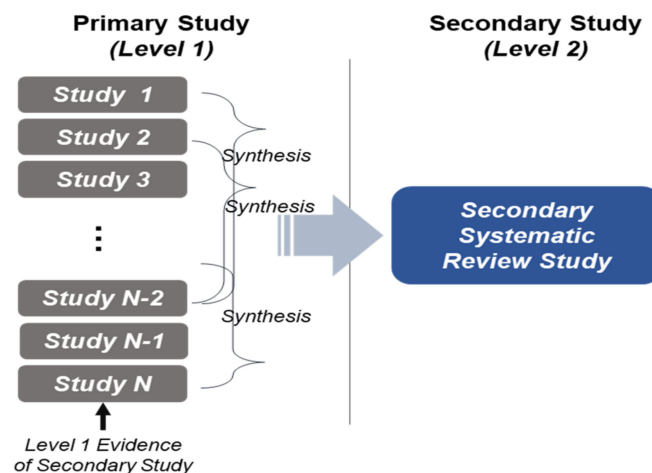 Primary Study
(Level 1)
Secondary Study
(Level 2)
Study 1
Study 2
Study 3
Synthesis
Synthesis
Secondary
Systematic
Review Study
Study N-2
Synthesis
Study N-1
Study N
Level 1 Evidence
of Secondary Study